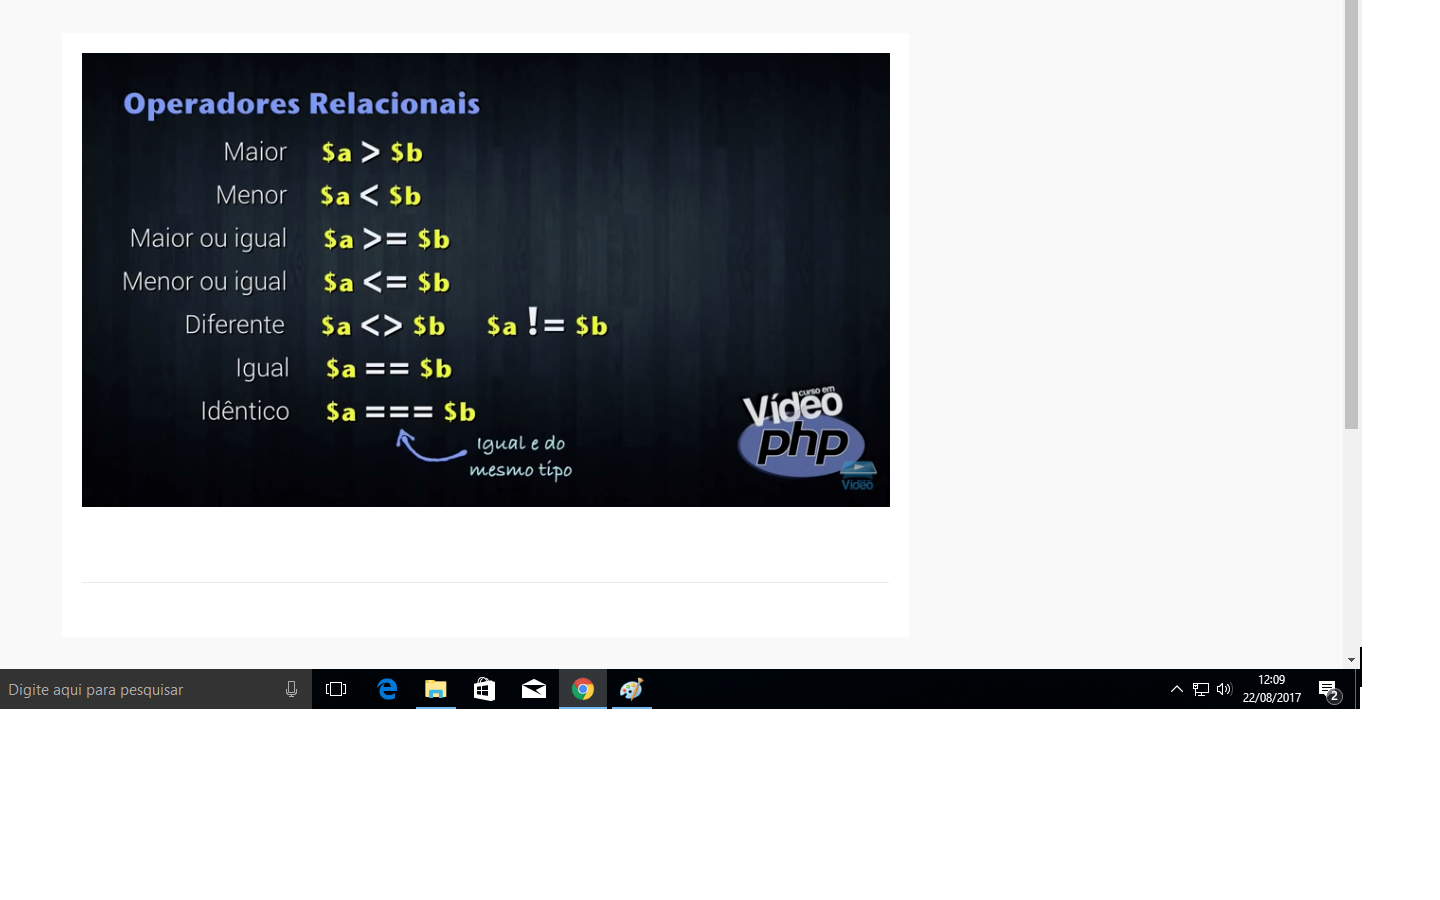 Operadores Relacionais
Maior $a > $b
Menor $a < $b
Maior ou igual $a >= $b
Menor ou igual $a <= $b
Diferente $a <> $b $a != $b
Igual $a == $b
Idêntico $a === $b
Igual e do
mesmo tipo
curso em
Vídeo
php
Vídeo
Digite aqui para pesquisar
12:09
22/08/2017
2